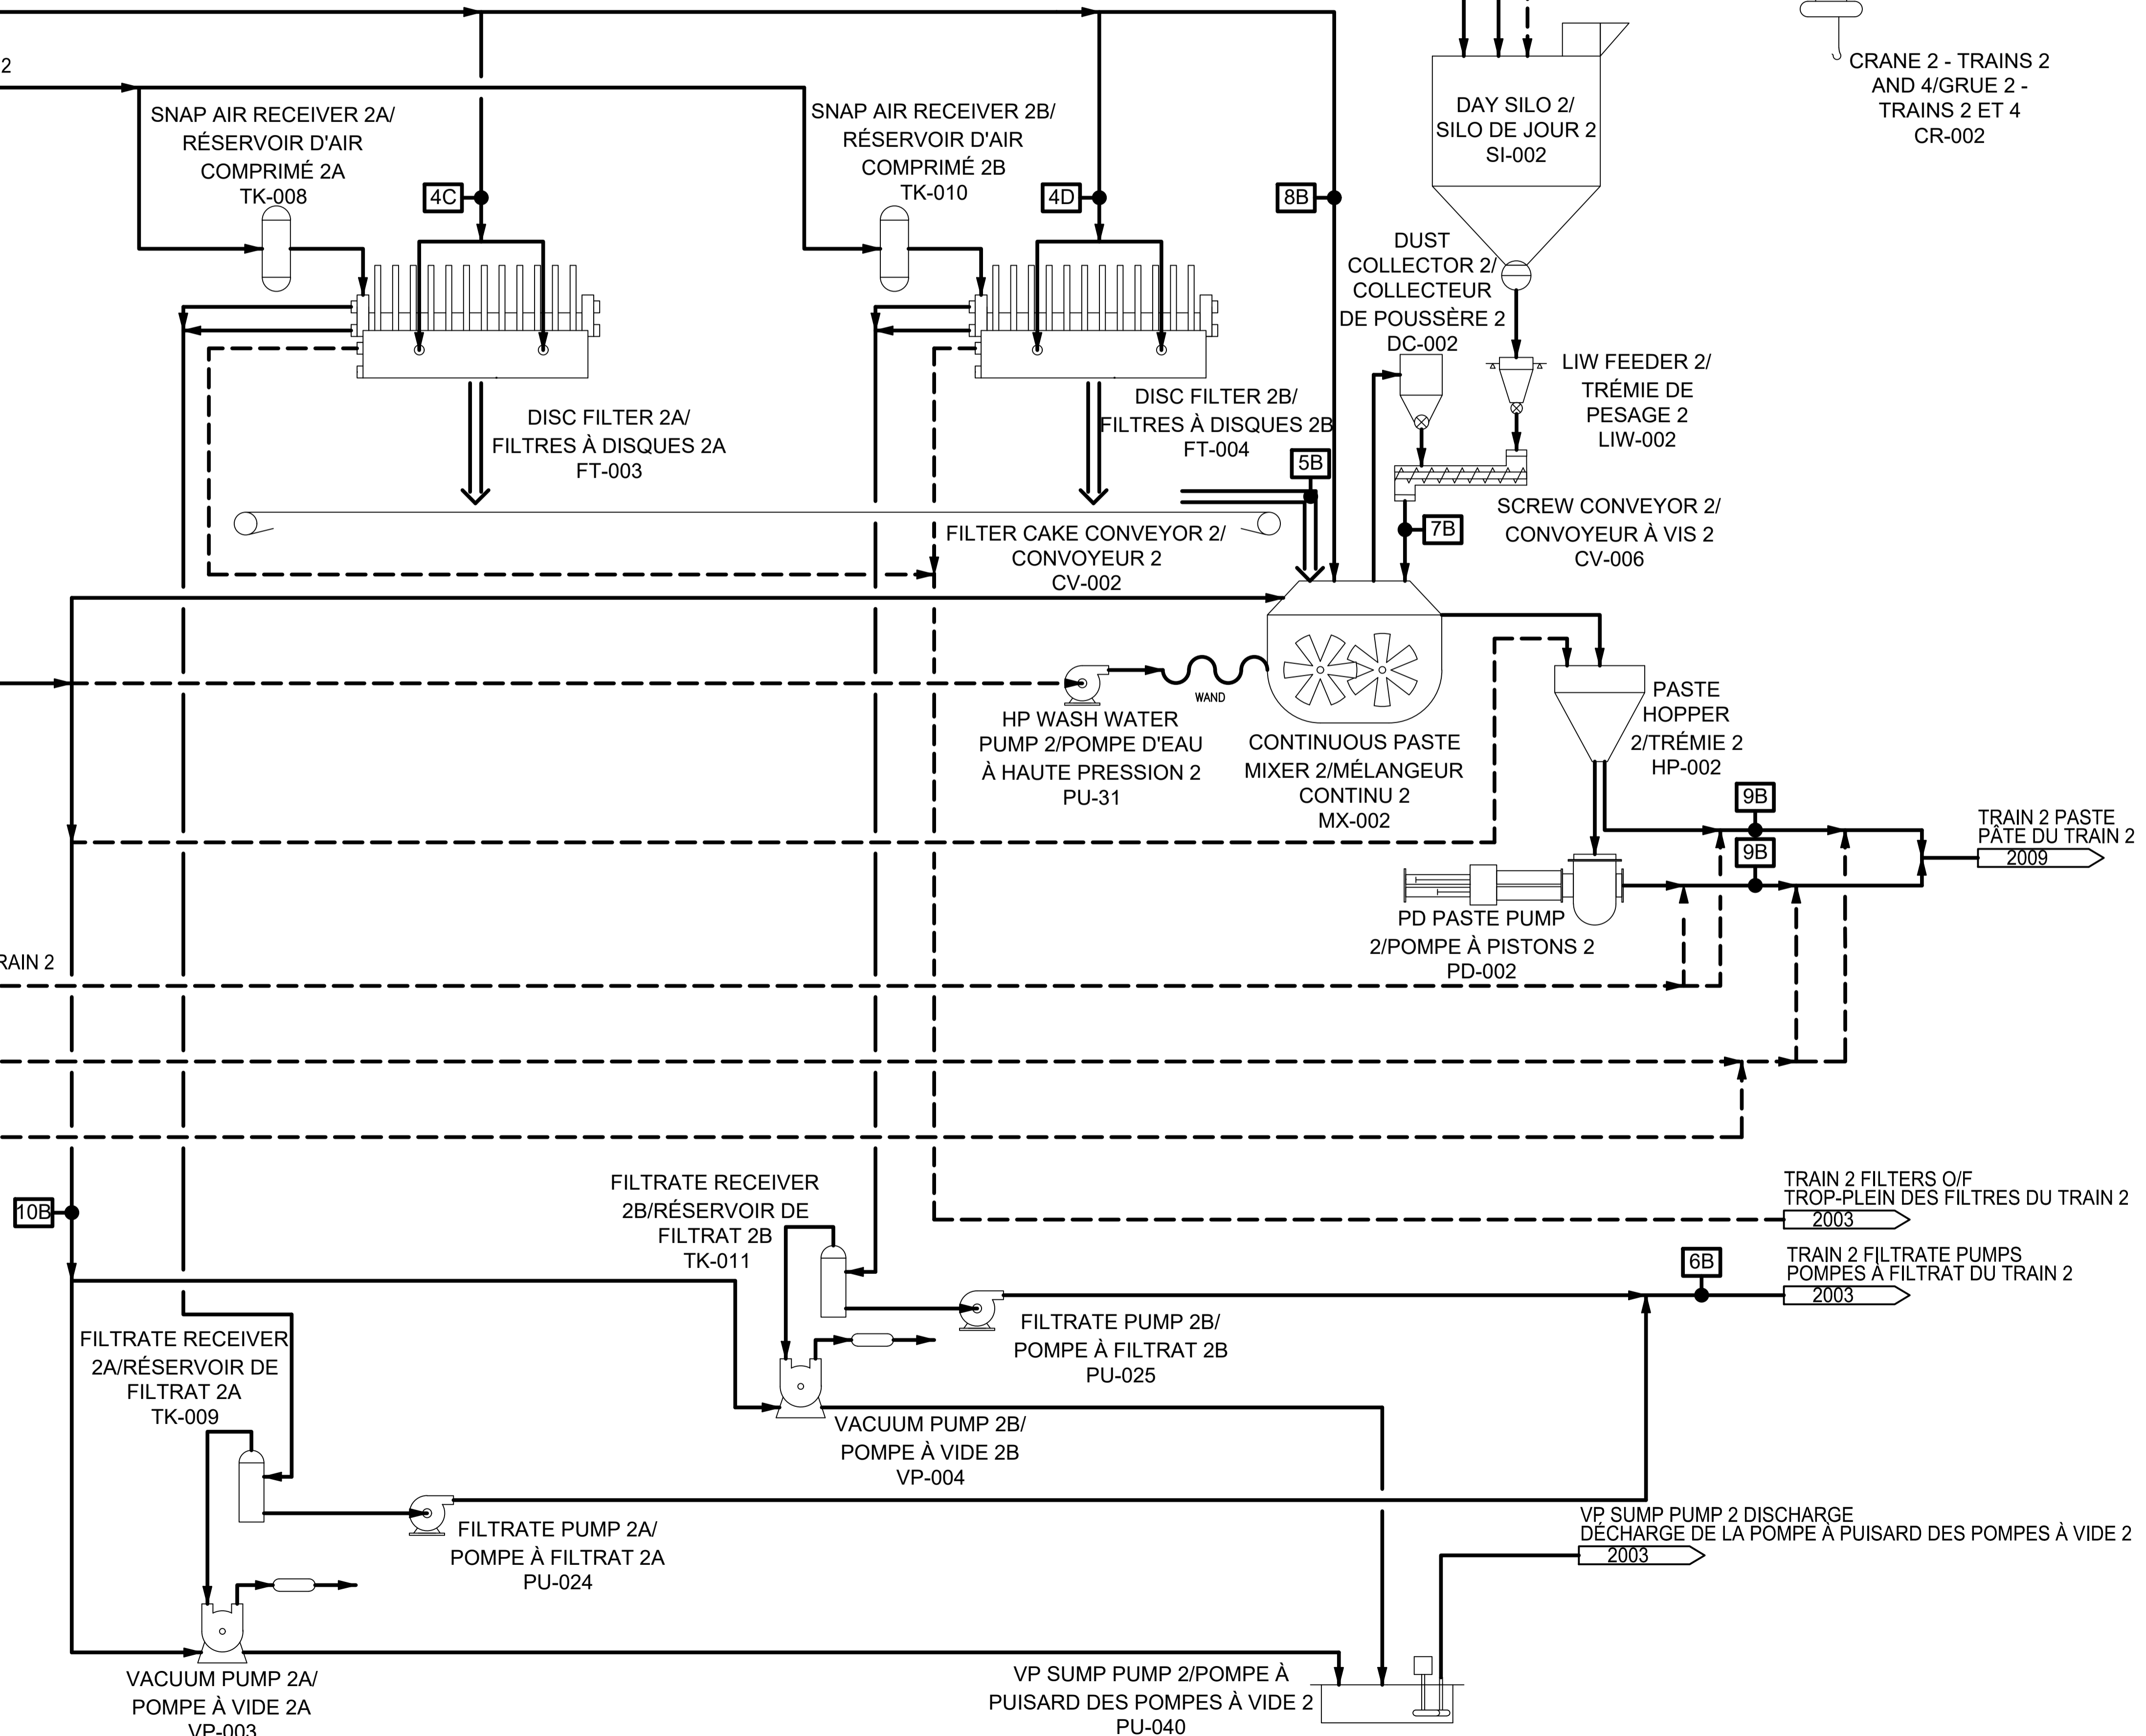 2
SNAP AIR RECEIVER 2A/
RÉSERVOIR D'AIR
COMPRIMÉ 2A
TK-008
4C
SNAP AIR RECEIVER 2B/
RÉSERVOIR D'AIR
COMPRIMÉ 2B
TK-010
4D
8B
DAY SILO 2/
SILO DE JOUR 2
SI-002
CRANE 2 - TRAINS 2
AND 4/GRUE 2 -
TRAINS 2 ET 4
CR-002
DUST
COLLECTOR 2/
COLLECTEUR
DE POUSSÈRE 2
DC-002
LIW FEEDER 2/
TRÉMIE DE
PESAGE 2
LIW-002
DISC FILTER 2A/
FILTRES À DISQUES 2A
FT-003
DISC FILTER 2B/
FILTRES À DISQUES 2B
FT-004
5B
7B
SCREW CONVEYOR 2/
CONVOYEUR À VIS 2
CV-006
FILTER CAKE CONVEYOR 2/
CONVOYEUR 2
CV-002
WAND
HP WASH WATER
PUMP 2/POMPE D'EAU
À HAUTE PRESSION 2
PU-31
CONTINUOUS PASTE
MIXER 2/MÉLANGEUR
CONTINU 2
MX-002
PASTE
HOPPER
2/TRÉMIE 2
HP-002
9B
9B
TRAIN 2 PASTE
PÂTE DU TRAIN 2
2009
PD PASTE PUMP
2/POMPE À PISTONS 2
PD-002
RAIN 2
10B
FILTRATE RECEIVER
2B/RÉSERVOIR DE
FILTRAT 2B
TK-011
TRAIN 2 FILTERS O/F
TROP-PLEIN DES FILTRES DU TRAIN 2
2003
6B
TRAIN 2 FILTRATE PUMPS
POMPES À FILTRAT DU TRAIN 2
2003
FILTRATE PUMP 2B/
POMPE À FILTRAT 2B
PU-025
FILTRATE RECEIVER
2A/RÉSERVOIR DE
FILTRAT 2A
TK-009
VACUUM PUMP 2B/
POMPE À VIDE 2B
VP-004
FILTRATE PUMP 2A/
POMPE À FILTRAT 2A
PU-024
VP SUMP PUMP 2 DISCHARGE
DÉCHARGE DE LA POMPE À PUISARD DES POMPES À VIDE 2
2003
VACUUM PUMP 2A/
POMPE À VIDE 2A
VP-003
VP SUMP PUMP 2/POMPE À
PUISARD DES POMPES À VIDE 2
PU-040